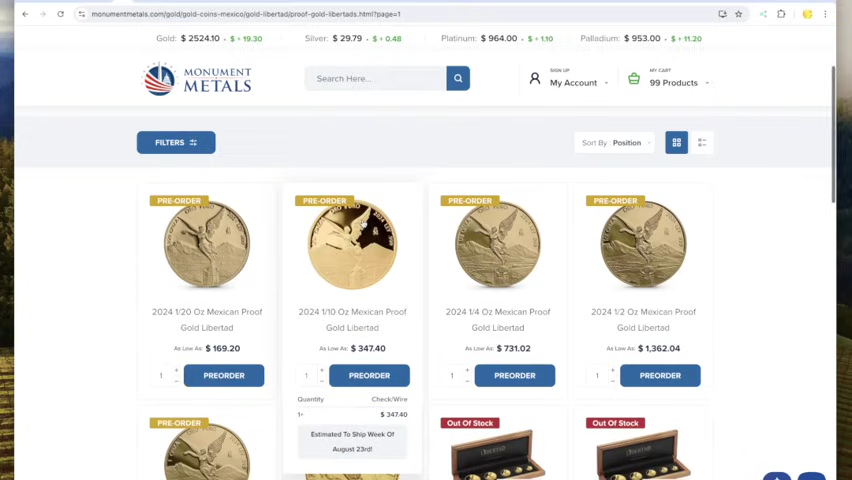 monumentmetals.com/gold/gold-coins-mexico/gold-libertad/proof-gold-libertads.html?page=1
Gold: $ 2524.10 • $ + 19.30 Silver: $ 29.79 • $ + 0.48 Platinum: $ 964.00 • $ + 1.10 Palladium: $ 953.00 • $ + 11.20
MONUMENT
METALS
Search Here...
SIGN UP
My Account
MY CART
99 Products
FILTERS
Sort By : Position
PRE-ORDER PRE-ORDER PRE-ORDER PRE-ORDER
2024 1/20 Oz Mexican Proof
Gold Libertad
As Low As: $ 169.20
1 + − PREORDER
2024 1/10 Oz Mexican Proof
Gold Libertad
As Low As: $ 347.40
1 + − PREORDER
Quantity Check/Wire
1+ $ 347.40
Estimated To Ship Week Of
August 23rd!
2024 1/4 Oz Mexican Proof
Gold Libertad
As Low As: $ 731.02
1 + − PREORDER
2024 1/2 Oz Mexican Proof
Gold Libertad
As Low As: $ 1,362.04
1 + − PREORDER
PRE-ORDER
Out Of Stock
Out Of Stock